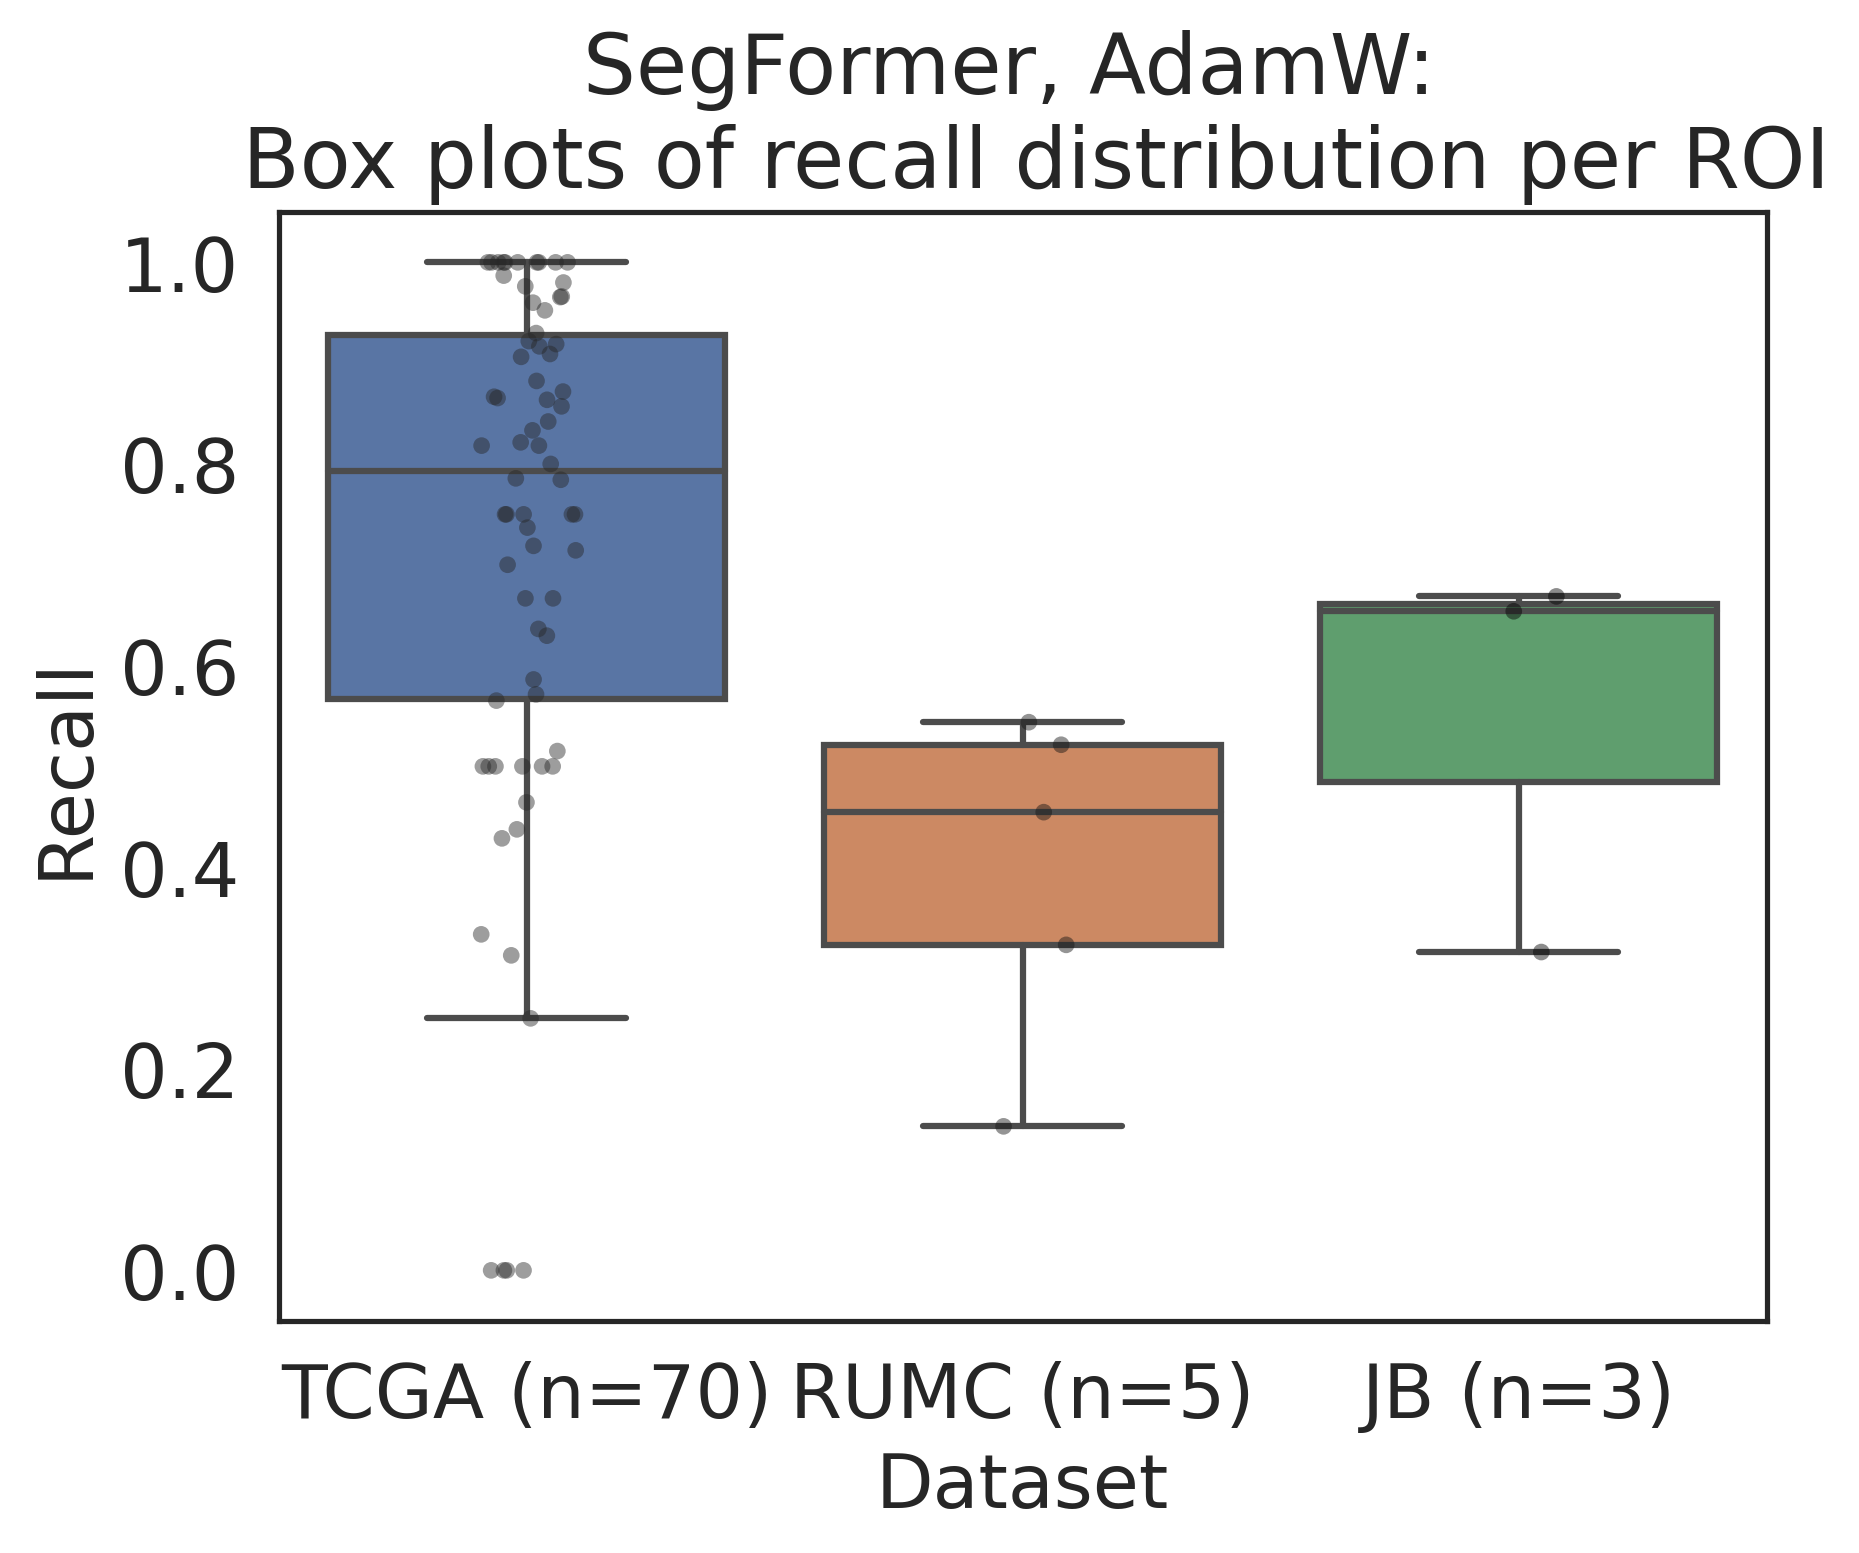 SegFormer, AdamW:
Box plots of recall distribution per ROI
1.0
0.8
0.6
0.4
0.2
0.0
Recall
TCGA (n=70) RUMC (n=5) JB (n=3)
Dataset